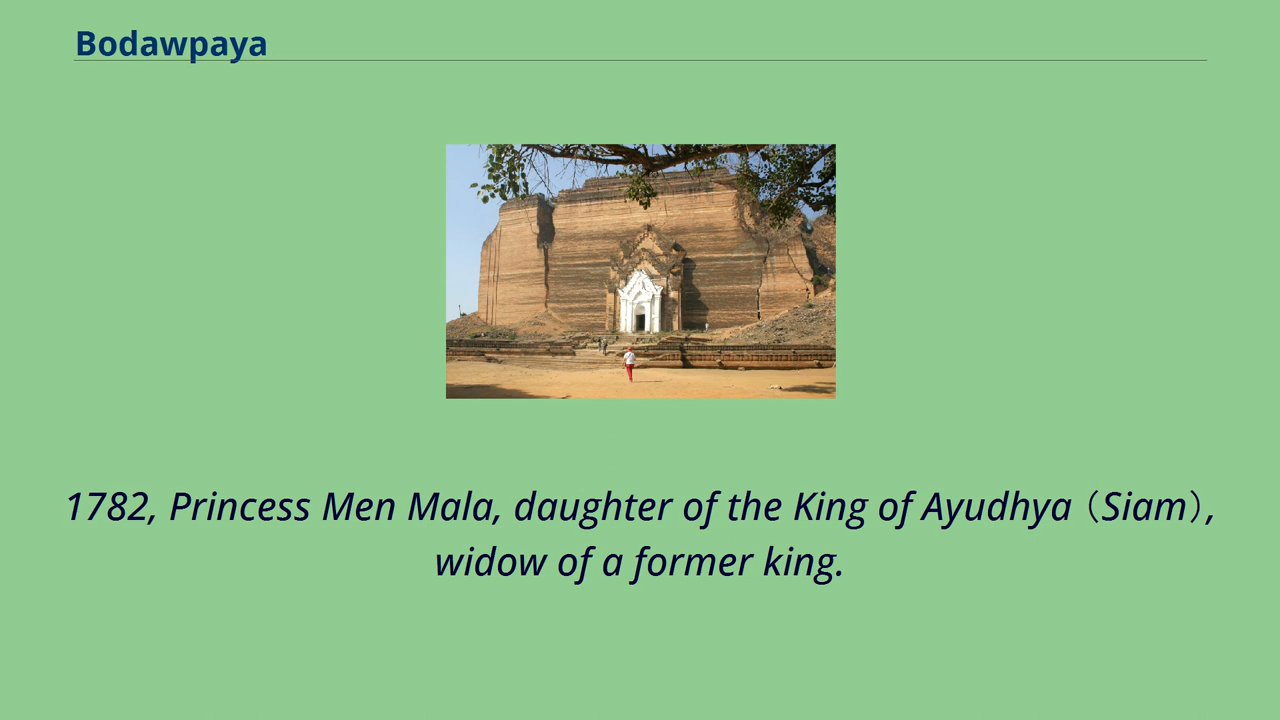 Bodawpaya
1782, Princess Men Mala, daughter of the King of Ayudhya（Siam）,
widow of a former king.